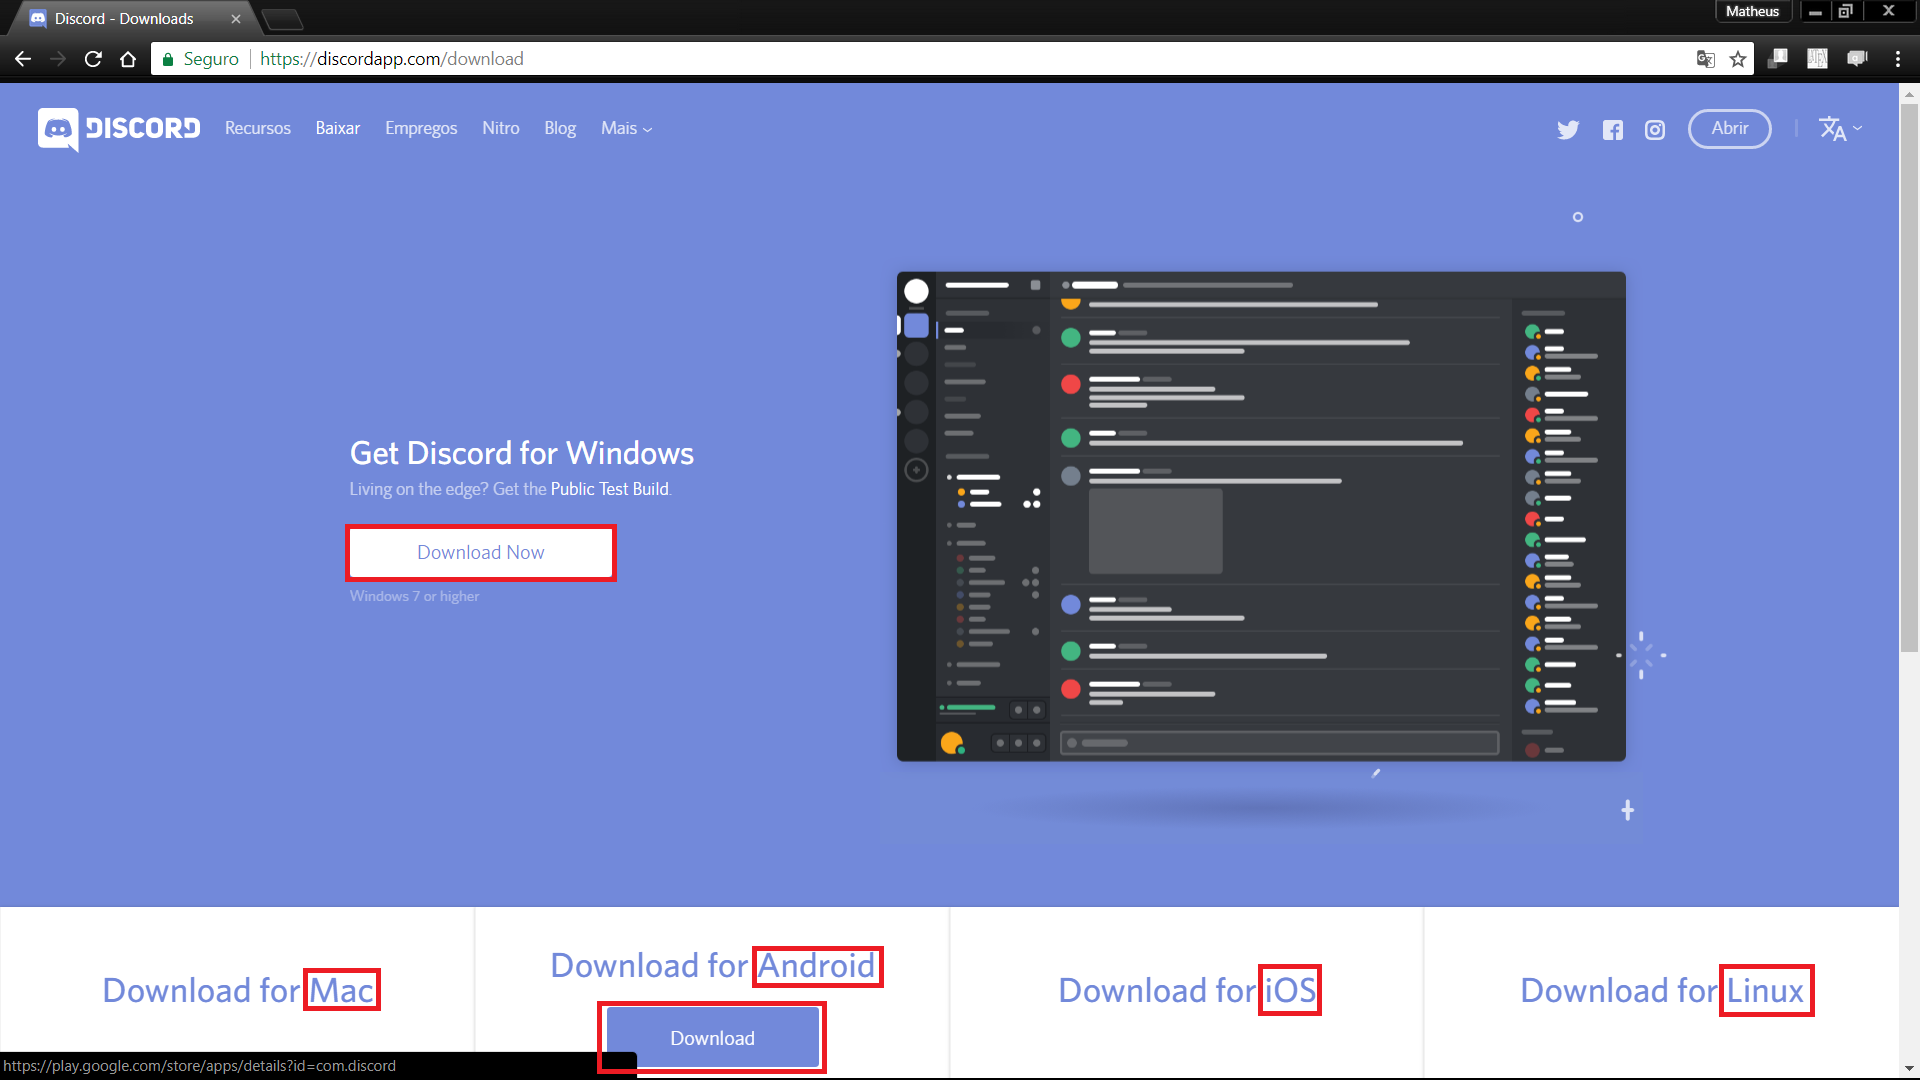 Discord - Downloads
Matheus
Seguro https://discordapp.com/download
DISCORD Recursos Baixar Empregos Nitro Blog Mais Abrir
Get Discord for Windows
Living on the edge? Get the Public Test Build.
Download Now
Windows 7 or higher
Download for Mac
Download for Android
Download
Download for iOS
Download for Linux
https://play.google.com/store/apps/details?id=com.discord